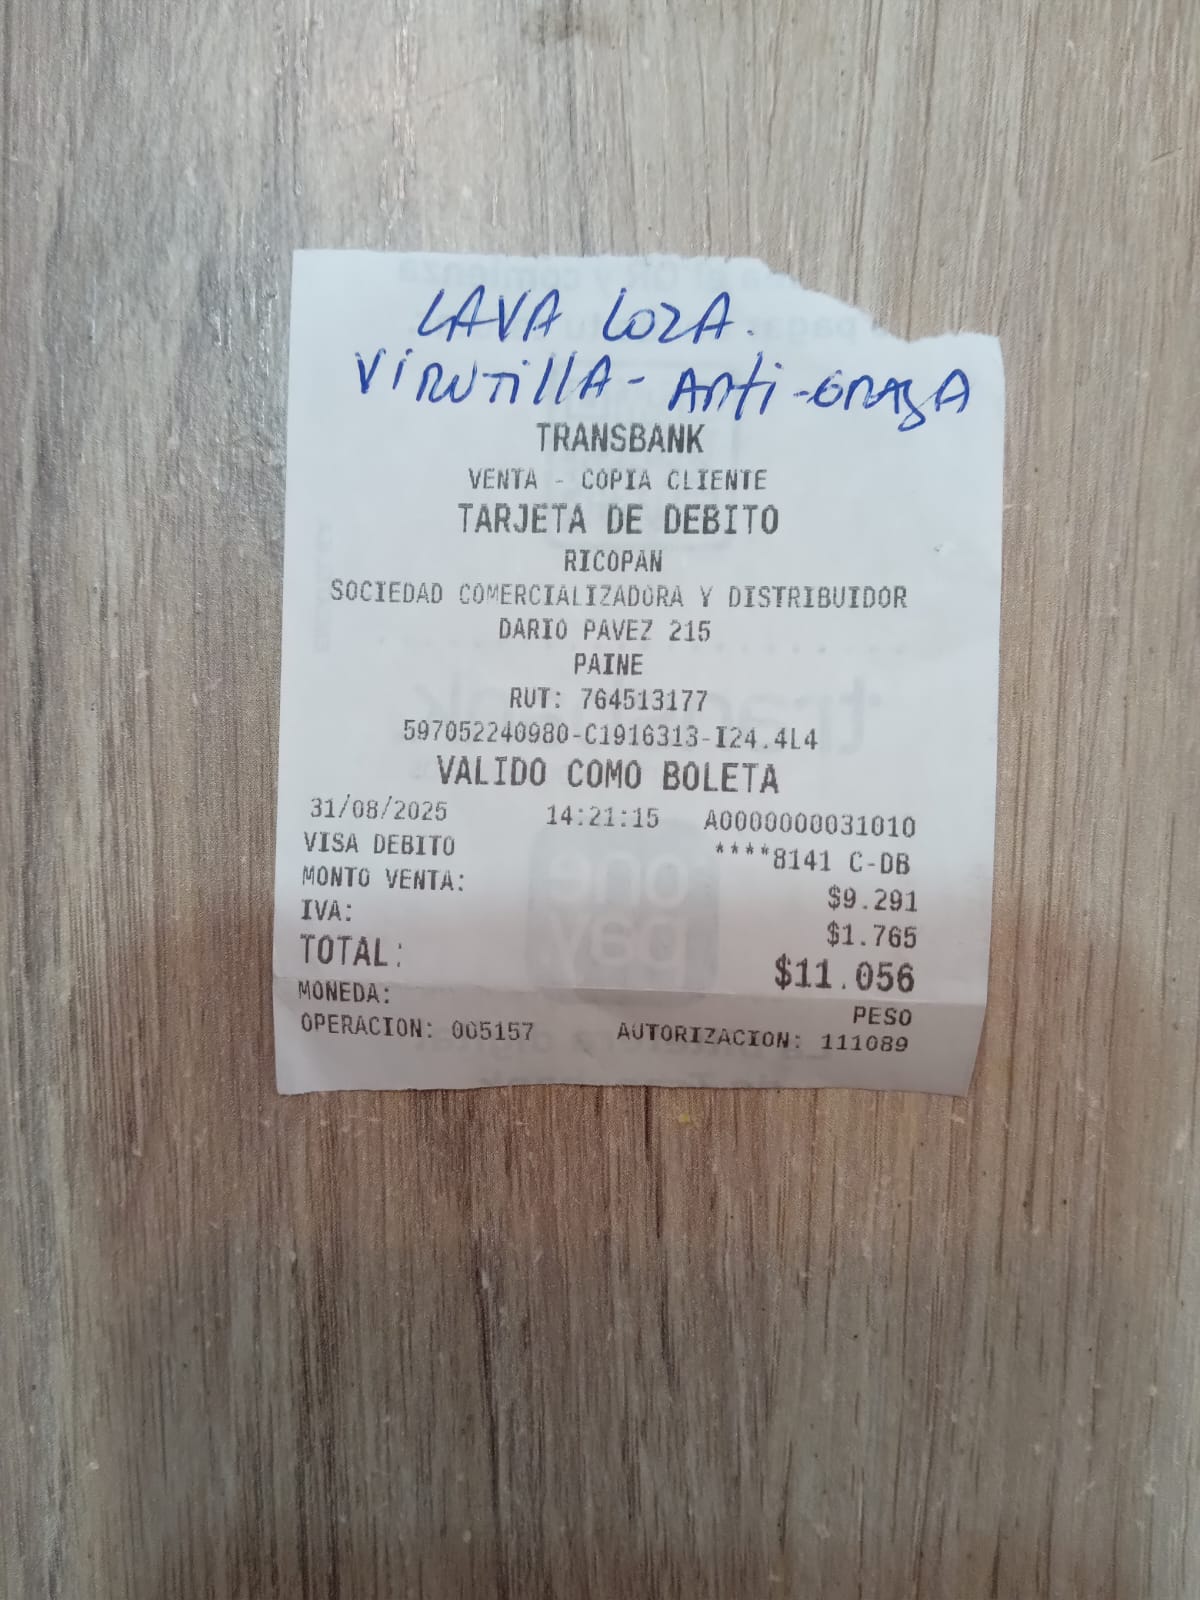 LAVA LOZA.
VIRUTILLA - ANTI-GRASA
TRANSBANK
VENTA - COPIA CLIENTE
TARJETA DE DEBITO
RICOPAN
SOCIEDAD COMERCIALIZADORA Y DISTRIBUIDOR
DARIO PAVEZ 215
PAINE
RUT: 764513177
597052240980-C1916313-I24.4L4
VALIDO COMO BOLETA
31/08/2025 14:21:15 A0000000031010
VISA DEBITO ****8141 C-DB
MONTO VENTA: $9.291
IVA: $1.765
TOTAL: $11.056
MONEDA: PESO
OPERACION: 005157 AUTORIZACION: 111089